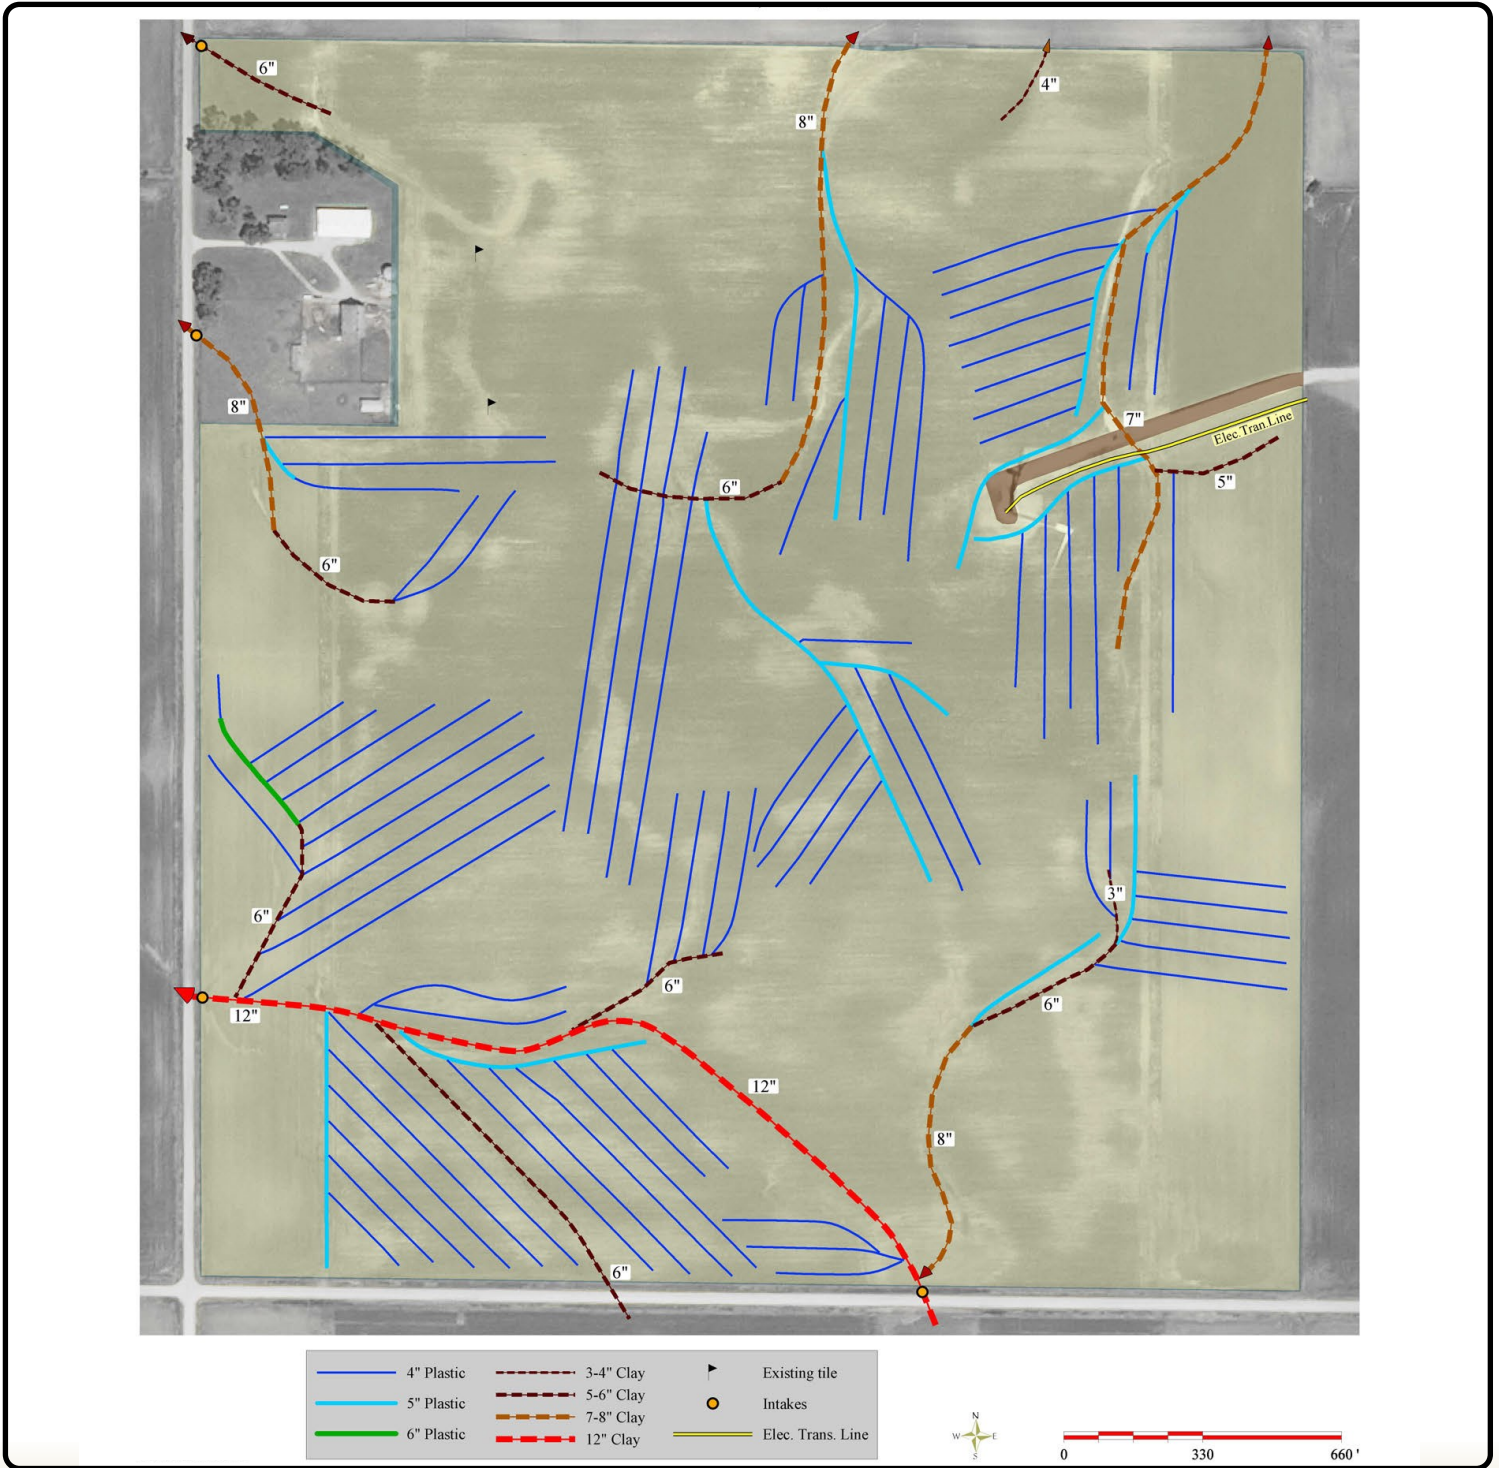 6"
4"
8"
7"
Elec.Tran.Line
8"
6"
5"
6"
3"
6"
6"
6"
12"
12"
8"
6"
4" Plastic
5" Plastic
6" Plastic
3-4" Clay
5-6" Clay
7-8" Clay
12" Clay
Existing tile
Intakes
Elec. Trans. Line
N
W E
S
0 330 660 '